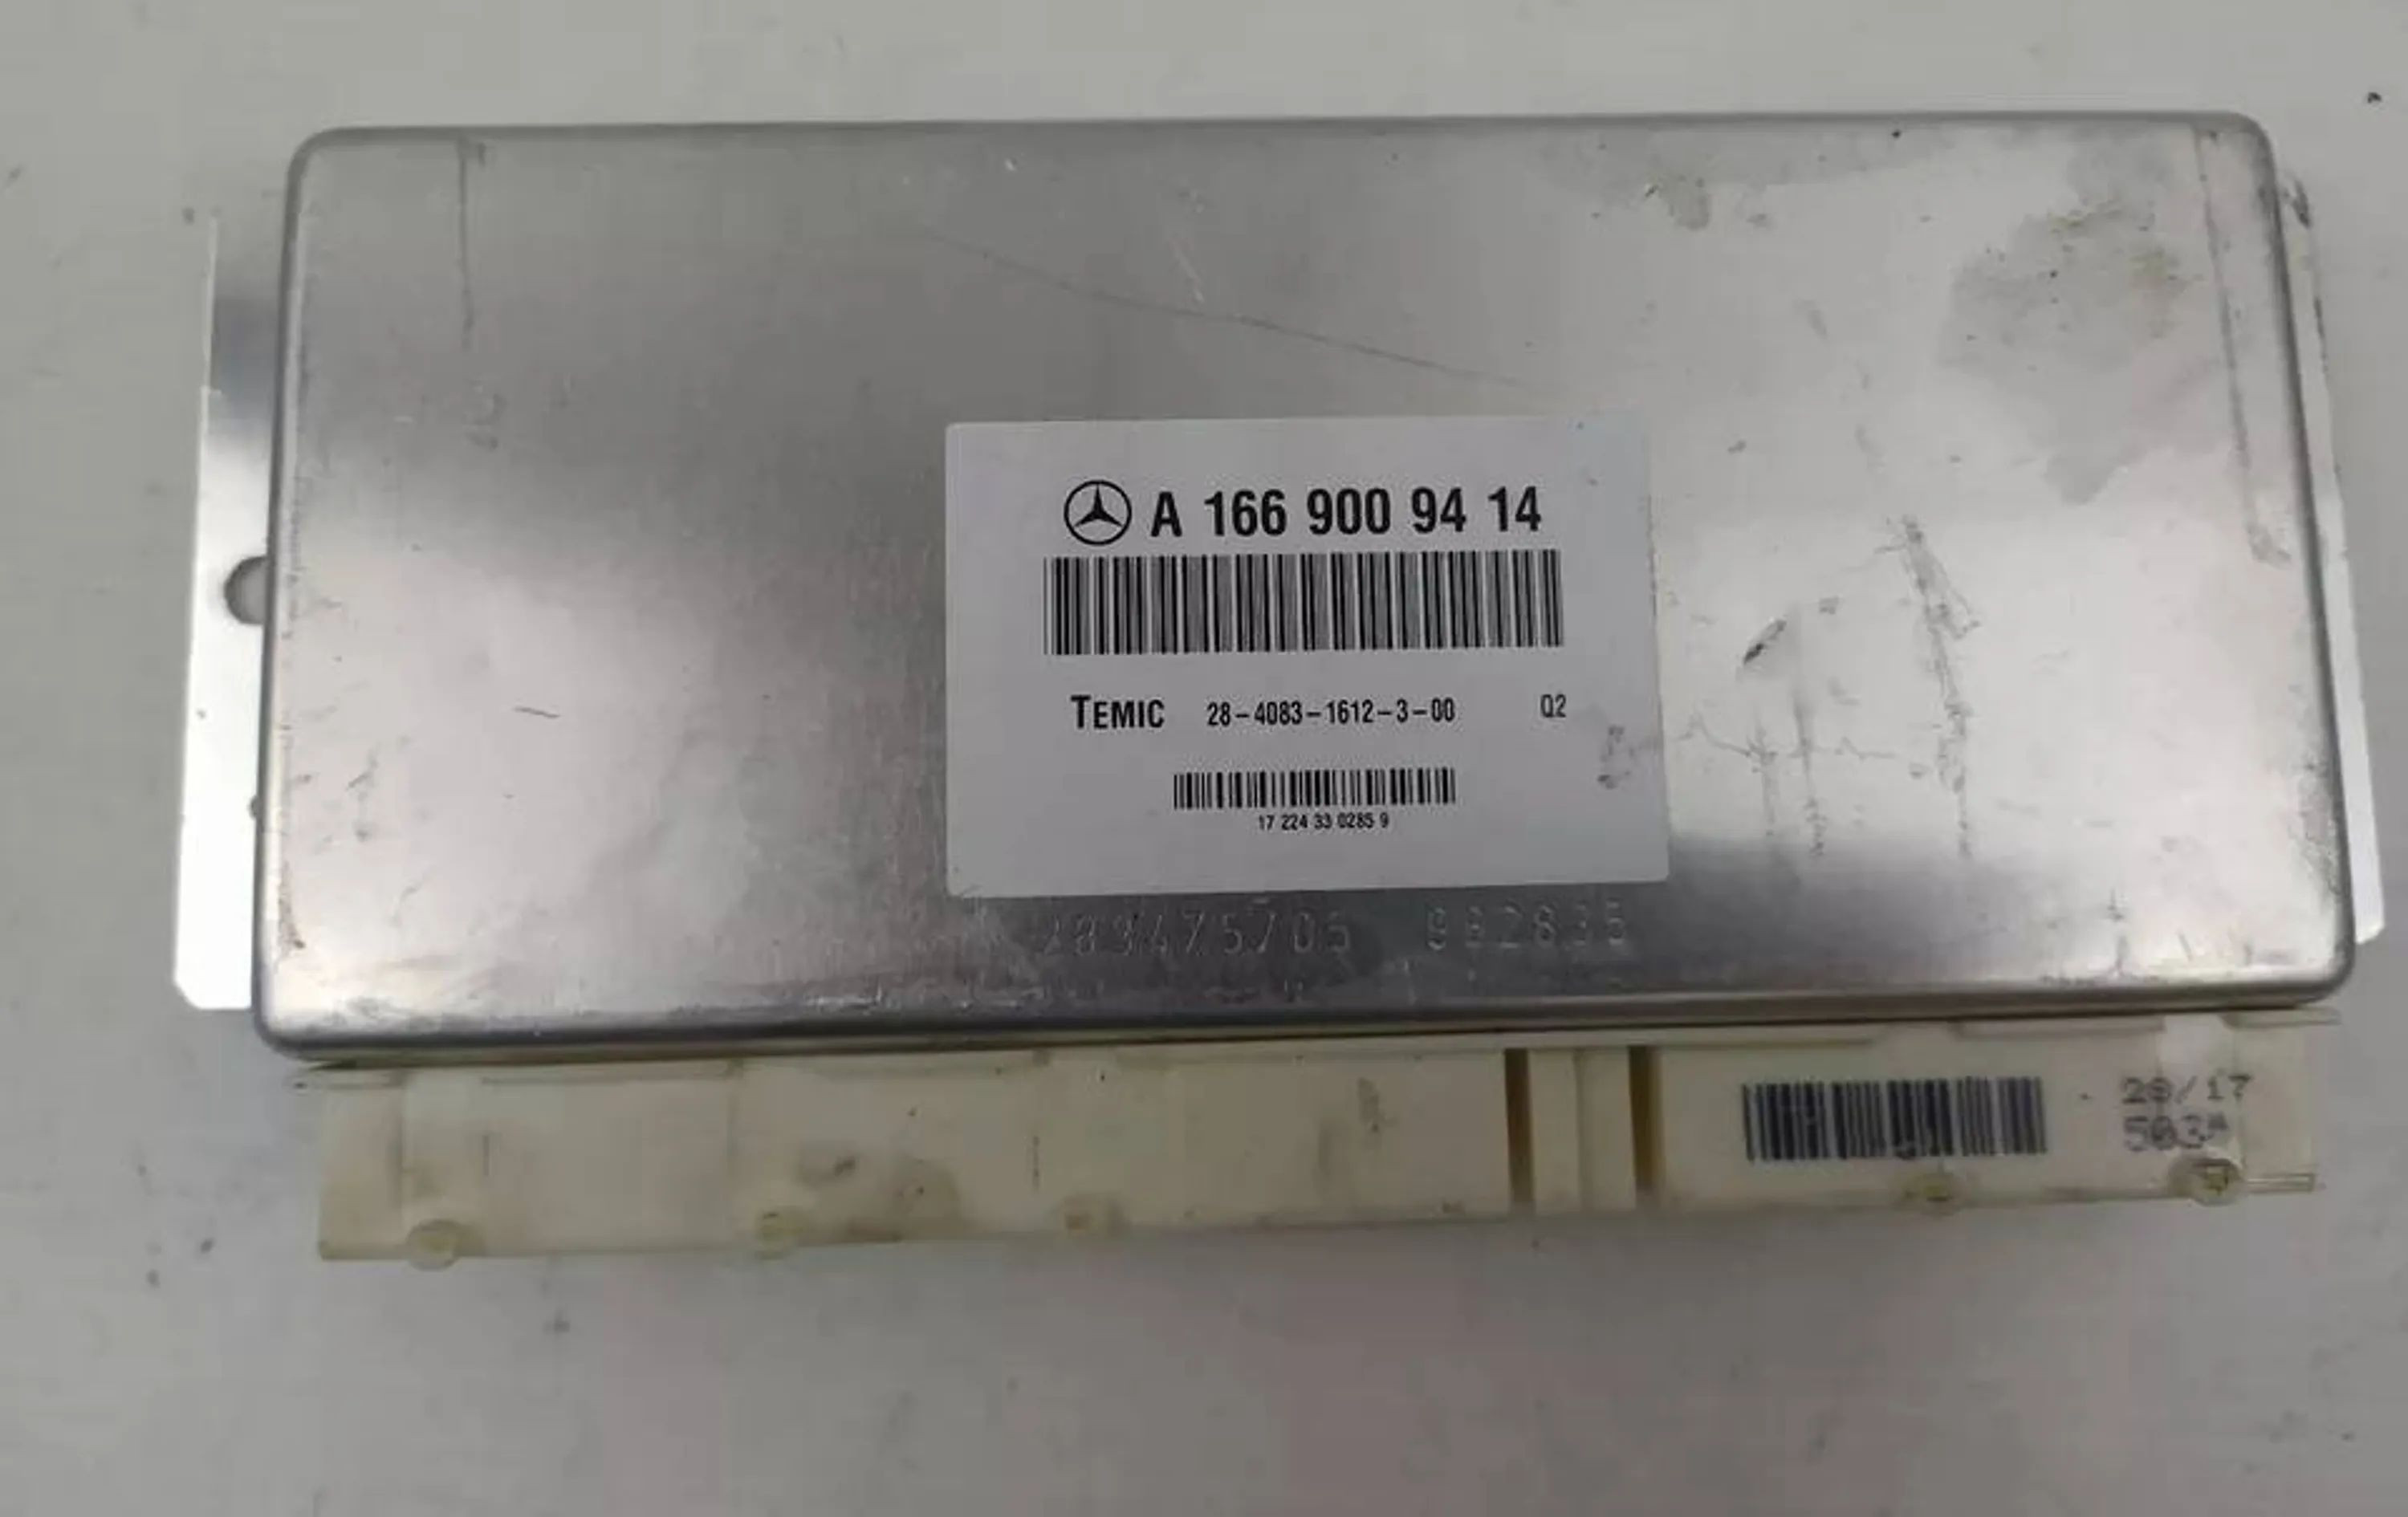 A 166 900 94 14
TEMIC 28-4083-1612-3-00 Q2
17 224 33 0285 9
28/17